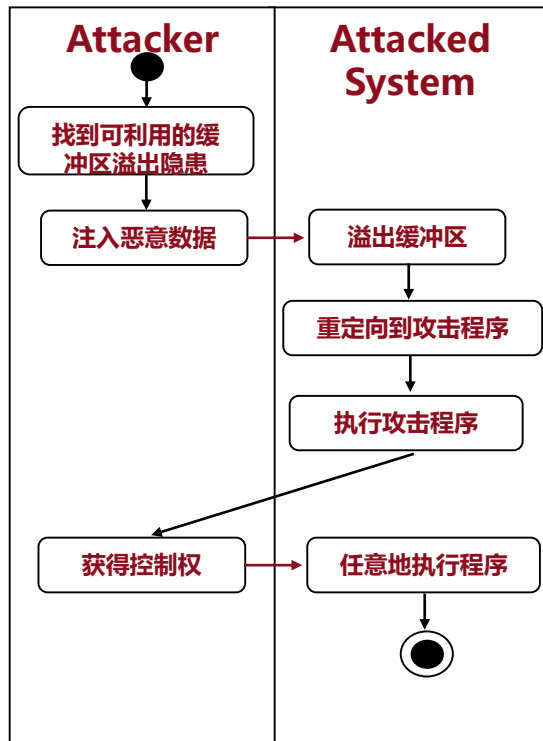 Attacker
Attacked
System
找到可利用的缓
冲区溢出隐患
注入恶意数据
溢出缓冲区
重定向到攻击程序
执行攻击程序
获得控制权
任意地执行程序